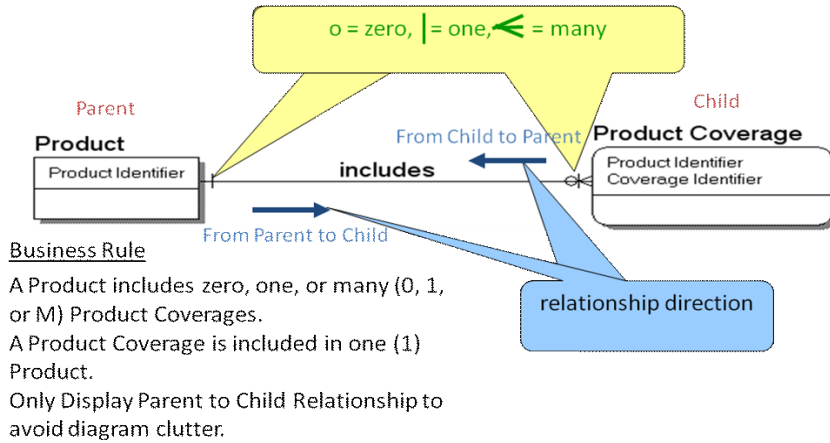 o = zero, | = one, = many
Parent
Child
Product
From Child to Parent
Product Coverage
Product Identifier
includes
Product Identifier
Coverage Identifier
From Parent to Child
Business Rule
A Product includes zero, one, or many (0, 1,
or M) Product Coverages.
A Product Coverage is included in one (1)
Product.
Only Display Parent to Child Relationship to
avoid diagram clutter.
relationship direction